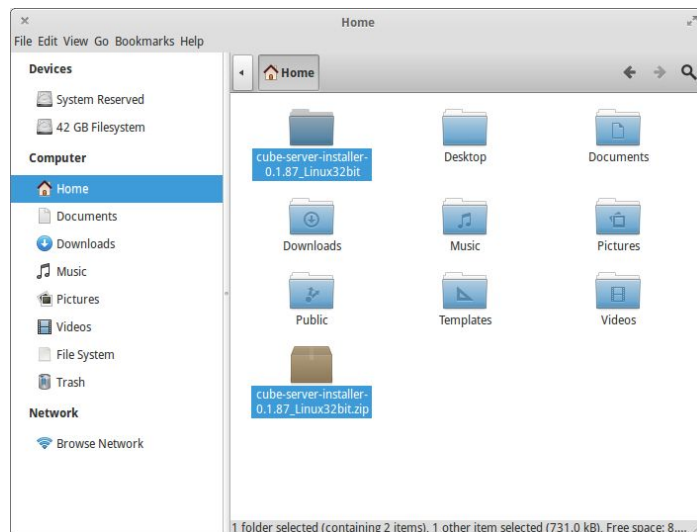 Home
File Edit View Go Bookmarks Help
Devices
System Reserved
42 GB Filesystem
Computer
Home
Documents
Downloads
Music
Pictures
Videos
File System
Trash
Network
Browse Network
Home
cube-server-installer-
0.1.87_Linux32bit
Desktop
Documents
Downloads
Music
Pictures
Public
Templates
Videos
cube-server-installer-
0.1.87_Linux32bit.zip
1 folder selected (containing 2 items), 1 other item selected (731.0 kB), Free space: 8....